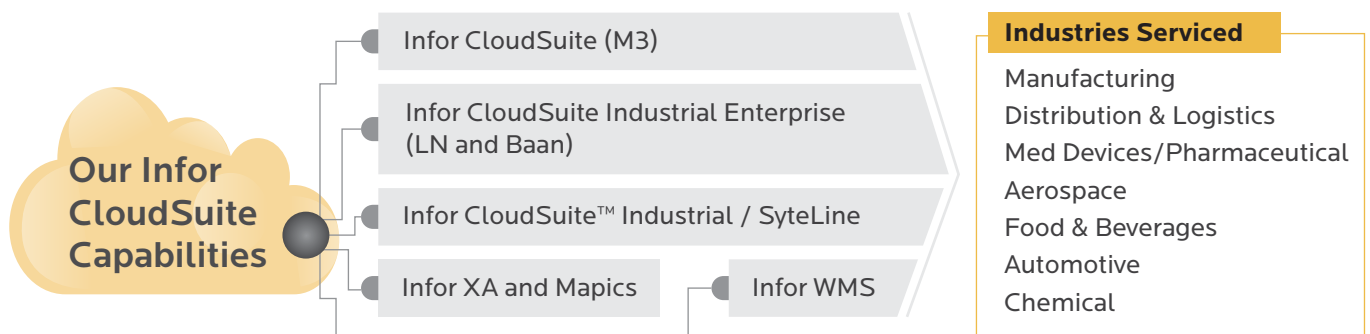 Our Infor
CloudSuite
Capabilities
Infor CloudSuite (M3)
Infor CloudSuite Industrial Enterprise
(LN and Baan)
Infor CloudSuite™ Industrial / SyteLine
Infor XA and Mapics
Infor WMS
Industries Serviced
Manufacturing
Distribution & Logistics
Med Devices/Pharmaceutical
Aerospace
Food & Beverages
Automotive
Chemical